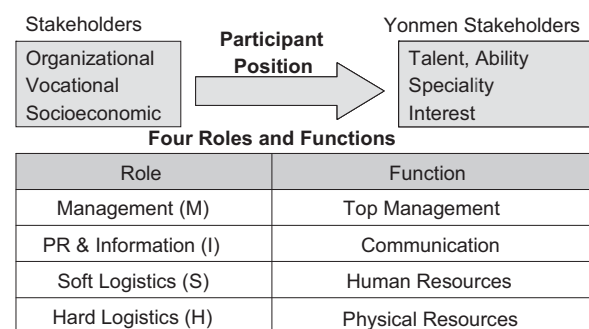 Stakeholders
Participant
Position
Yonmen Stakeholders
Organizational
Vocational
Socioeconomic
Talent, Ability
Speciality
Interest
Four Roles and Functions
Role Function
Management (M) Top Management
PR & Information (I) Communication
Soft Logistics (S) Human Resources
Hard Logistics (H) Physical Resources